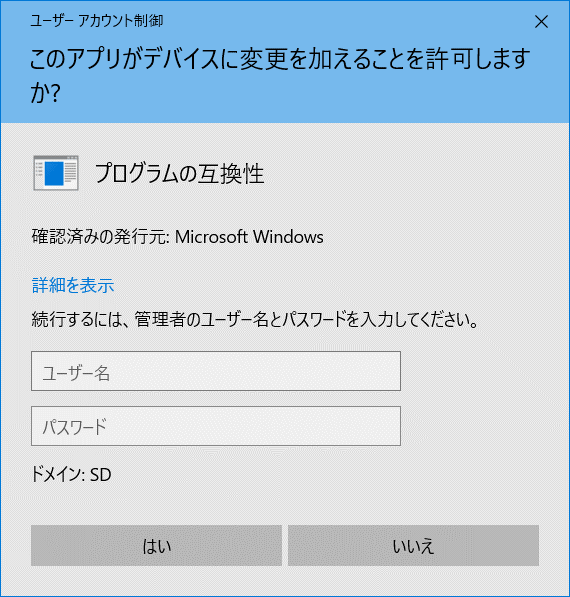 ユーザー アカウント制御
このアプリがデバイスに変更を加えることを許可します
か?
プログラムの互換性
確認済みの発行元: Microsoft Windows
詳細を表示
続行するには、管理者のユーザー名とパスワードを入力してください。
ユーザー名
パスワード
ドメイン: SD
はい
いいえ